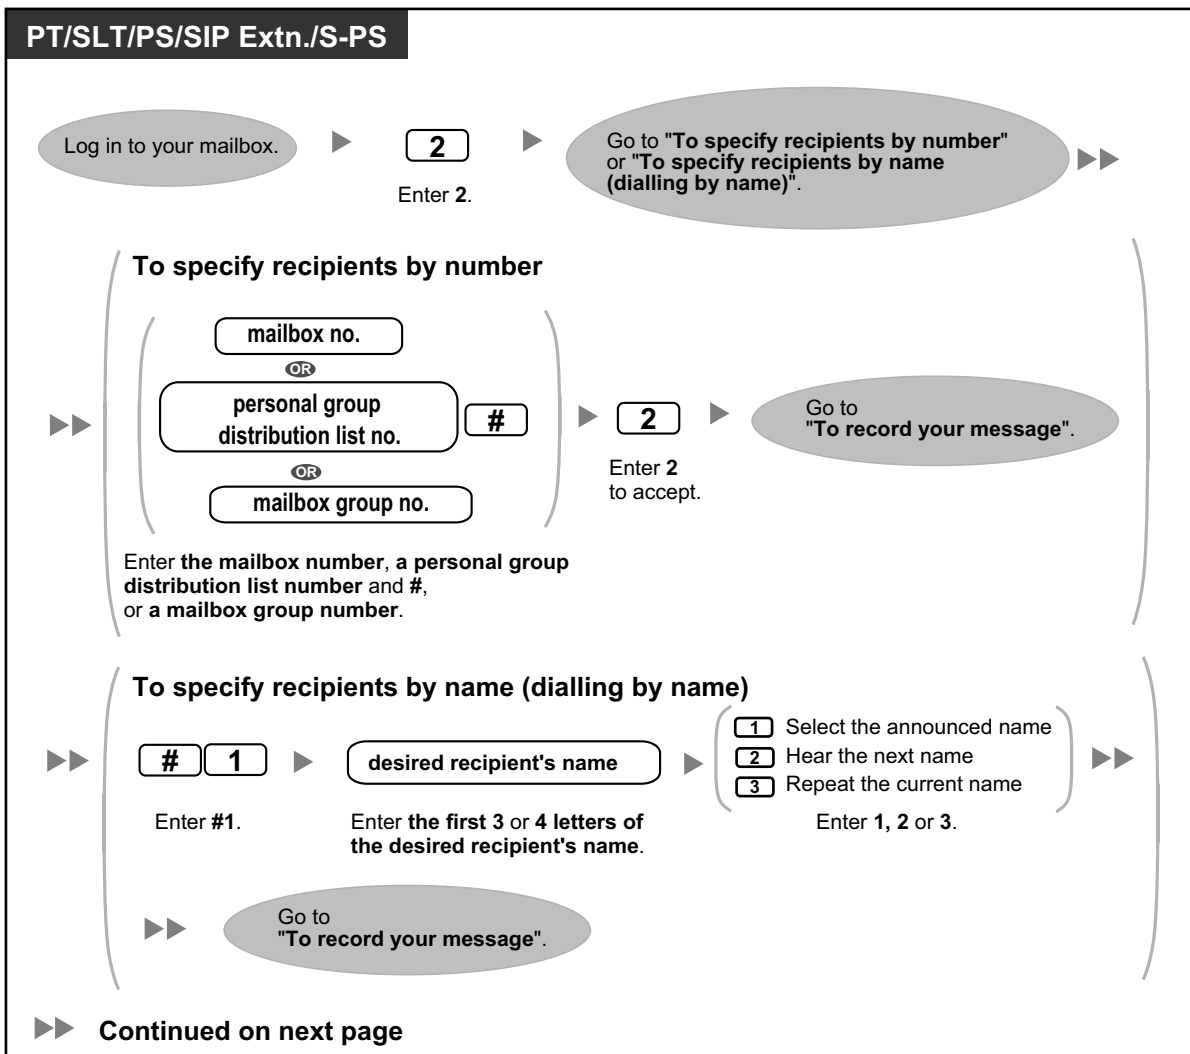 PT/SLT/PS/SIP Extn./S-PS
Log in to your mailbox.
2
Enter 2.
Go to "To specify recipients by number"
or "To specify recipients by name
(dialling by name)".
To specify recipients by number
mailbox no.
OR
personal group
distribution list no.
#
OR
mailbox group no.
Enter the mailbox number, a personal group
distribution list number and #,
or a mailbox group number.
2
Enter 2
to accept.
Go to
"To record your message".
To specify recipients by name (dialling by name)
# 1
Enter #1.
desired recipient's name
Enter the first 3 or 4 letters of
the desired recipient's name.
1 Select the announced name
2 Hear the next name
3 Repeat the current name
Enter 1, 2 or 3.
Go to
"To record your message".
Continued on next page